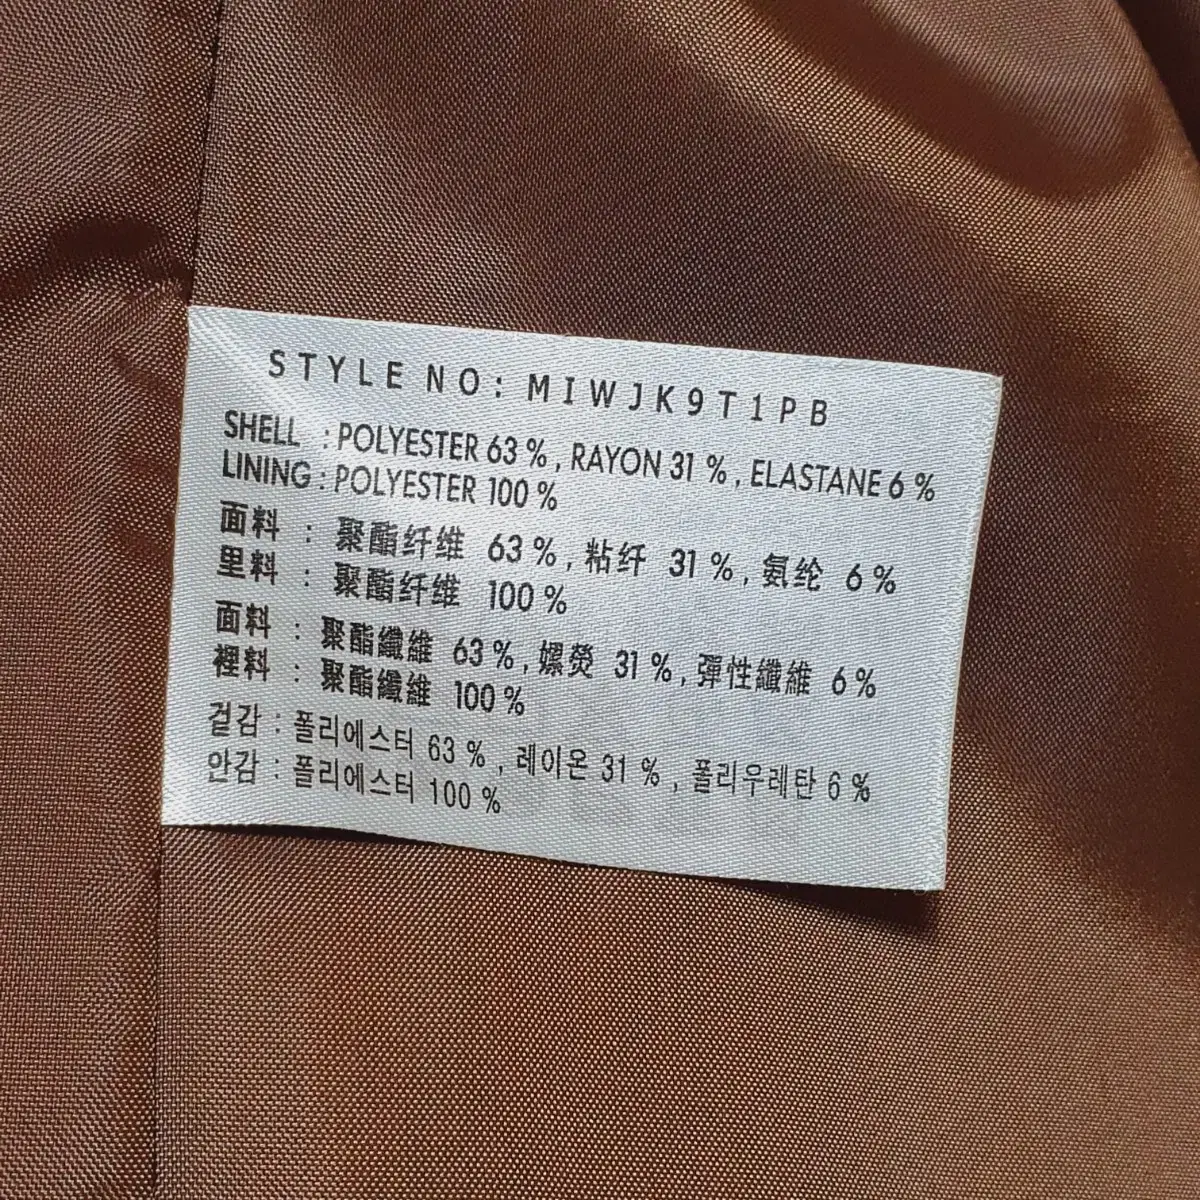 STYLE NO: MIWJK9T1PB
SHELL : POLYESTER 63 % , RAYON 31 % , ELASTANE 6 %
LINING : POLYESTER 100 %
面料 : 聚酯纤维 63 % , 粘纤 31 % , 氨纶 6 %
里料 : 聚酯纤维 100 %
面料 : 聚酯纖維 63 % , 嫘熒 31 % , 彈性纖維 6 %
裡料 : 聚酯纖維 100 %
겉감 : 폴리에스터 63 % , 레이온 31 % , 폴리우레탄 6 %
안감 : 폴리에스터 100 %